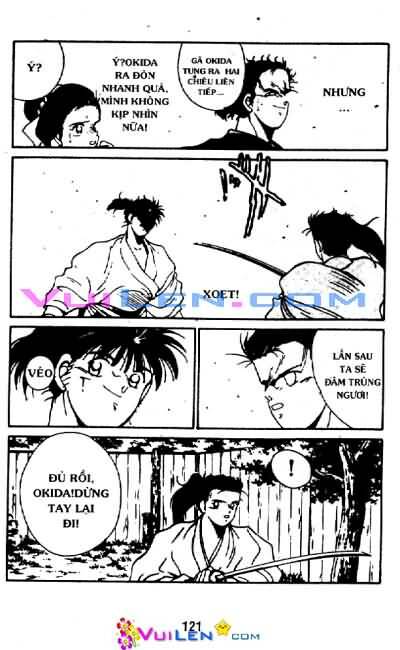 Ý?
Ý?OKIDA
RA ĐÒN
NHANH QUÁ,
MÌNH KHÔNG
KỊP NHÌN
NỮA!
GÃ OKIDA
TUNG RA HAI
CHIÊU LIÊN
TIẾP...
NHƯNG
...
XOẸT!
VUILEN.COM
VÈO
LẦN SAU
TA SẼ
ĐÂM TRÚNG
NGƯƠI!
ĐỦ RỒI,
OKIDA!DỪNG
TAY LẠI
ĐI!
!
121
VUILEN COM